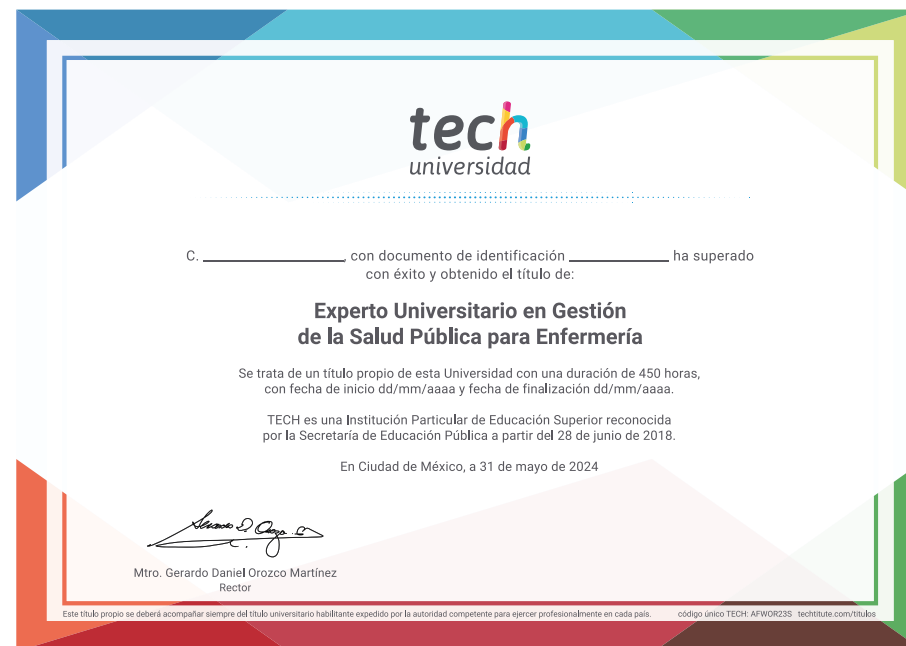 tech
universidad
C. ____________, con documento de identificación ____________ ha superado
con éxito y obtenido el título de:
Experto Universitario en Gestión
de la Salud Pública para Enfermería
Se trata de un título propio de esta Universidad con una duración de 450 horas,
con fecha de inicio dd/mm/aaaa y fecha de finalización dd/mm/aaaa.
TECH es una Institución Particular de Educación Superior reconocida
por la Secretaría de Educación Pública a partir del 28 de junio de 2018.
En Ciudad de México, a 31 de mayo de 2024
Mtro. Gerardo Daniel Orozco Martínez
Rector
Este título propio se deberá acompañar siempre del título universitario habilitante expedido por la autoridad competente para ejercer profesionalmente en cada país. código único TECH: AFWOR23S techtitute.com/titulos